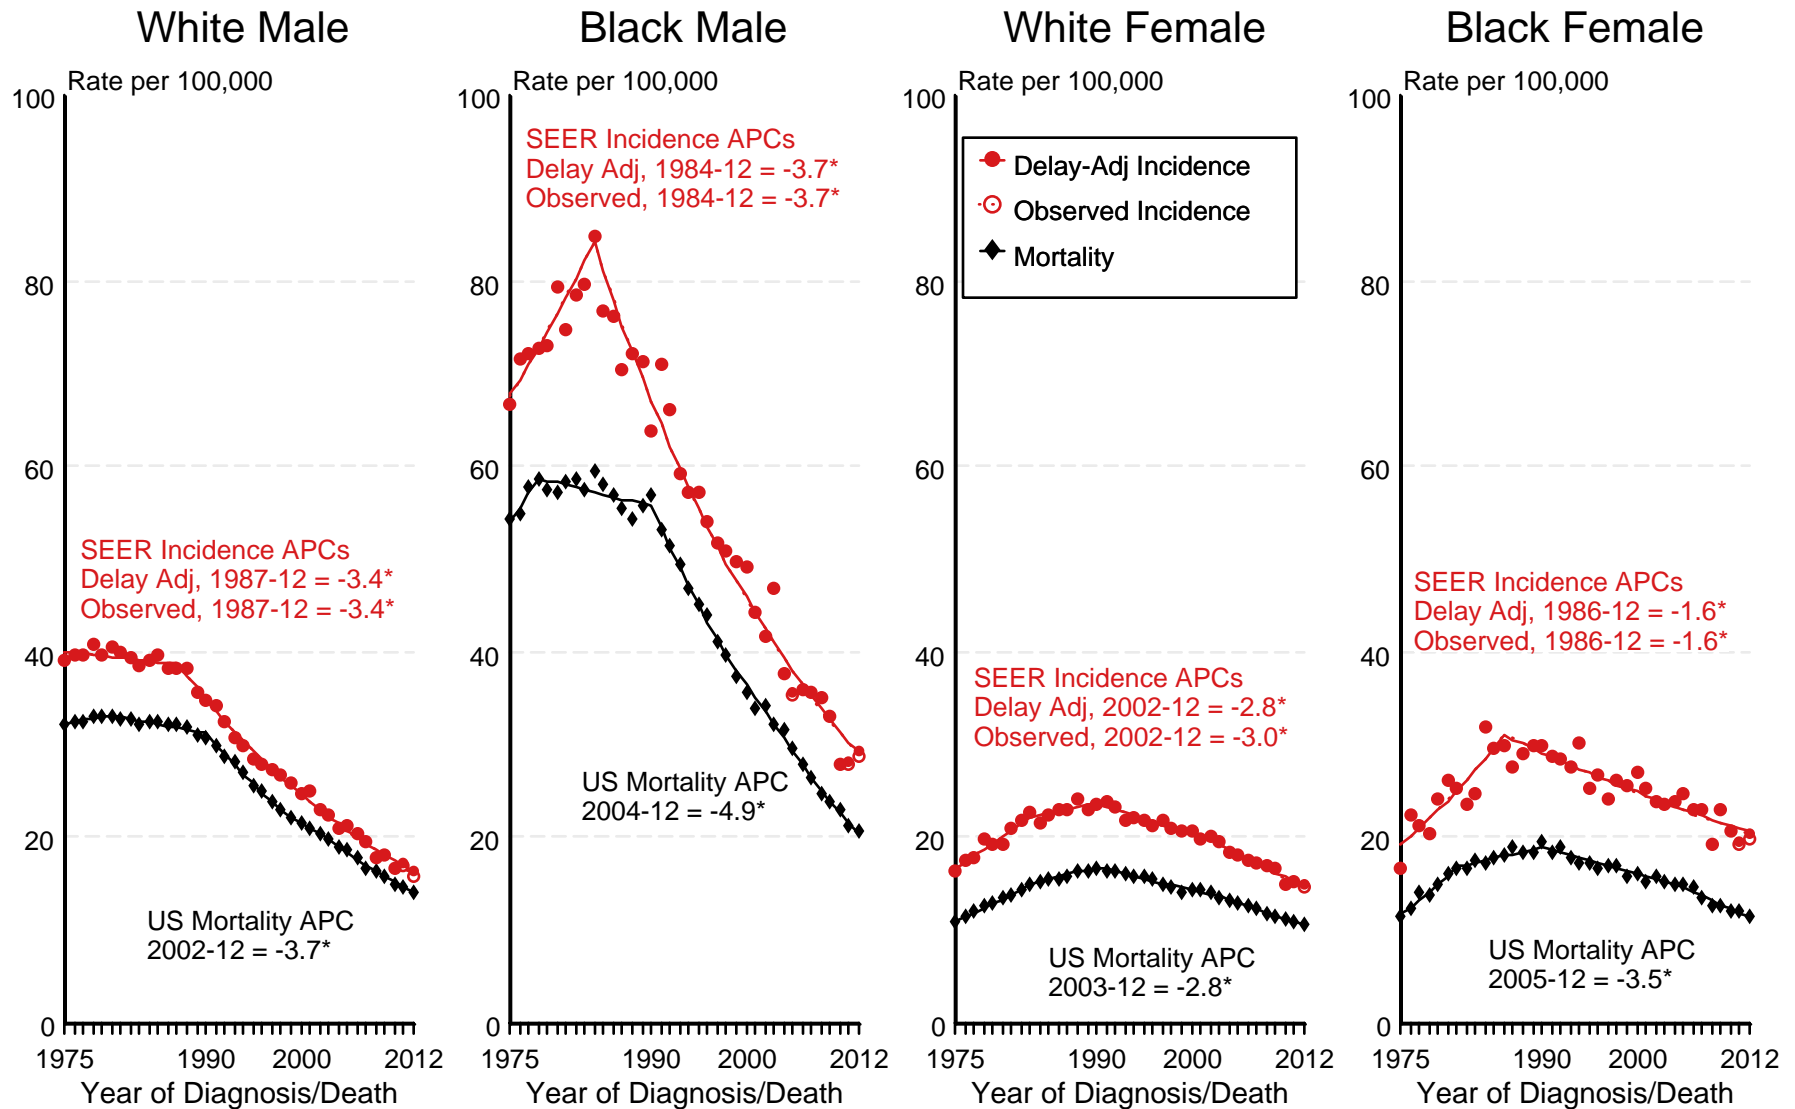 White Male
Rate per 100,000
100
80
60
40
20
0
SEER Incidence APCs
Delay Adj, 1987-12 = -3.4*
Observed, 1987-12 = -3.4*
US Mortality APC
2002-12 = -3.7*
1975 1990 2000 2012
Year of Diagnosis/Death
Black Male
Rate per 100,000
100
80
60
40
20
0
SEER Incidence APCs
Delay Adj, 1984-12 = -3.7*
Observed, 1984-12 = -3.7*
US Mortality APC
2004-12 = -4.9*
1975 1990 2000 2012
Year of Diagnosis/Death
White Female
Rate per 100,000
100
80
60
40
20
0
Delay-Adj Incidence
Observed Incidence
Mortality
SEER Incidence APCs
Delay Adj, 2002-12 = -2.8*
Observed, 2002-12 = -3.0*
US Mortality APC
2003-12 = -2.8*
1975 1990 2000 2012
Year of Diagnosis/Death
Black Female
Rate per 100,000
100
80
60
40
20
0
SEER Incidence APCs
Delay Adj, 1986-12 = -1.6*
Observed, 1986-12 = -1.6*
US Mortality APC
2005-12 = -3.5*
1975 1990 2000 2012
Year of Diagnosis/Death